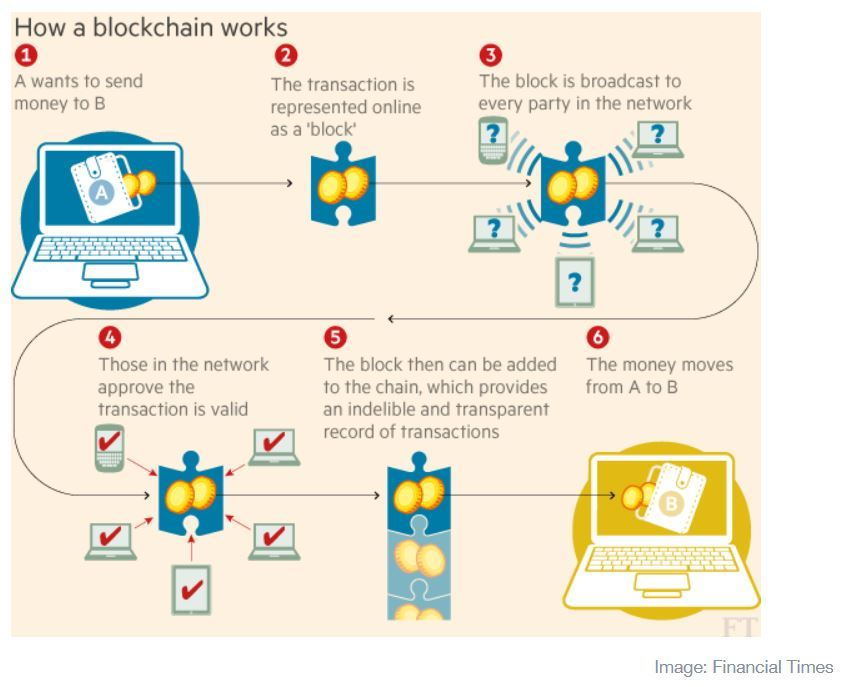 How a blockchain works
1
A wants to send
money to B
2
The transaction is
represented online
as a 'block'
3
The block is broadcast to
every party in the network
?
?
?
?
?
A
4
Those in the network
approve the
transaction is valid
5
The block then can be added
to the chain, which provides
an indelible and transparent
record of transactions
6
The money moves
from A to B
B
FT
Image: Financial Times